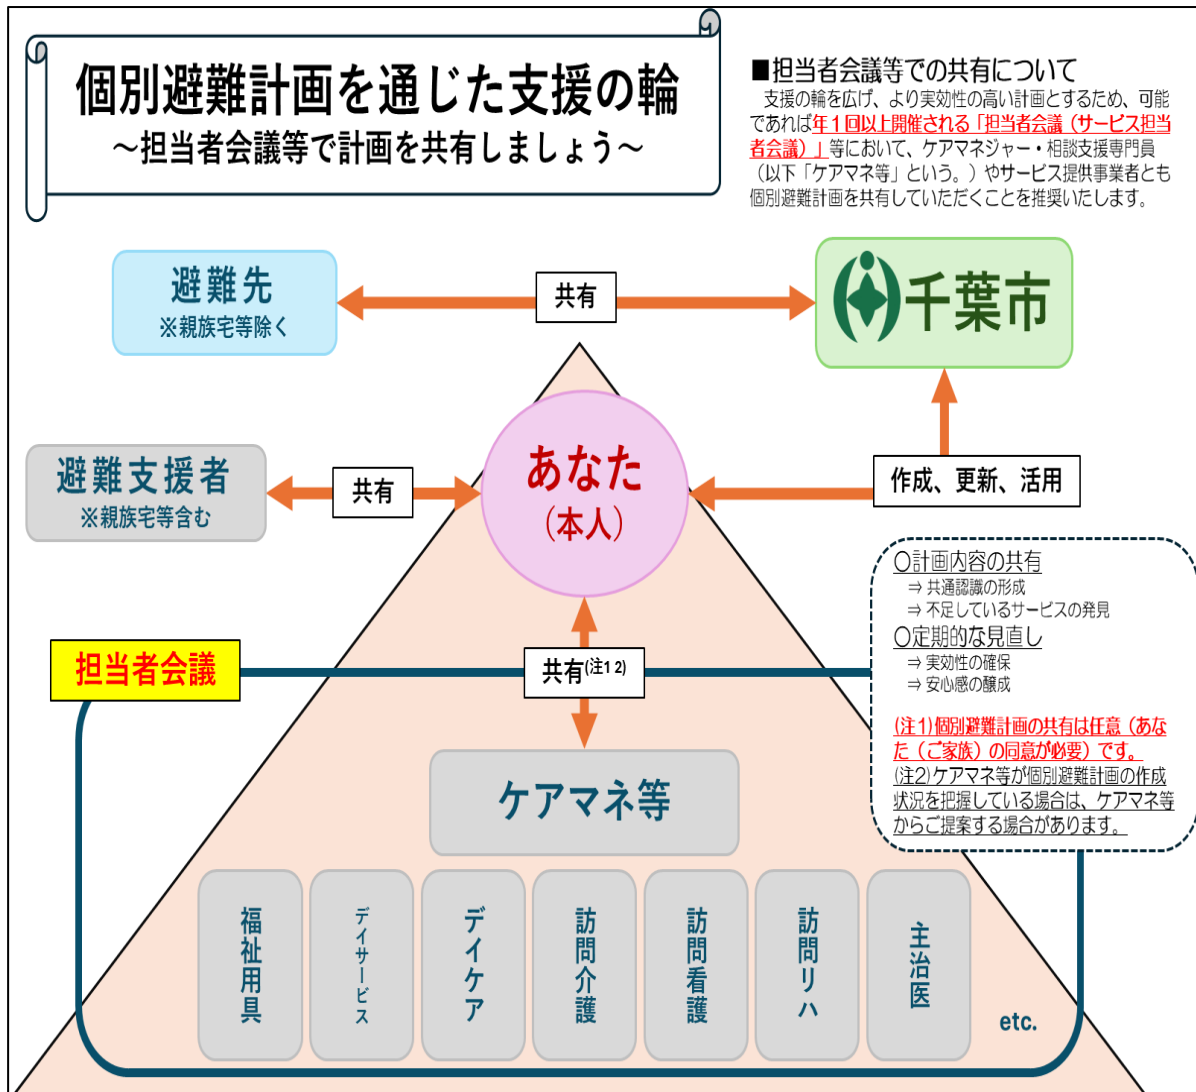 個別避難計画を通じた支援の輪
～担当者会議等で計画を共有しましょう～
■担当者会議等での共有について
支援の輪を広げ、より実効性の高い計画とするため、可能
であれば年１回以上開催される「担当者会議（サービス担当
者会議）」等において、ケアマネジャー・相談支援専門員
（以下「ケアマネ等」という。）やサービス提供事業者とも
個別避難計画を共有していただくことを推奨いたします。
避難先
※親族宅等除く
共有
千葉市
避難支援者
※親族宅等含む
共有
あなた
（本人）
作成、更新、活用
〇計画内容の共有
⇒ 共通認識の形成
⇒ 不足しているサービスの発見
〇定期的な見直し
⇒ 実効性の確保
⇒ 安心感の醸成
(注1)個別避難計画の共有は任意（あな
た（ご家族）の同意が必要）です。
(注2)ケアマネ等が個別避難計画の作成
状況を把握している場合は、ケアマネ等
からご提案する場合があります。
担当者会議
共有(注1 2)
ケアマネ等
福祉用具
デイサービス
デイケア
訪問介護
訪問看護
訪問リハ
主治医
etc.